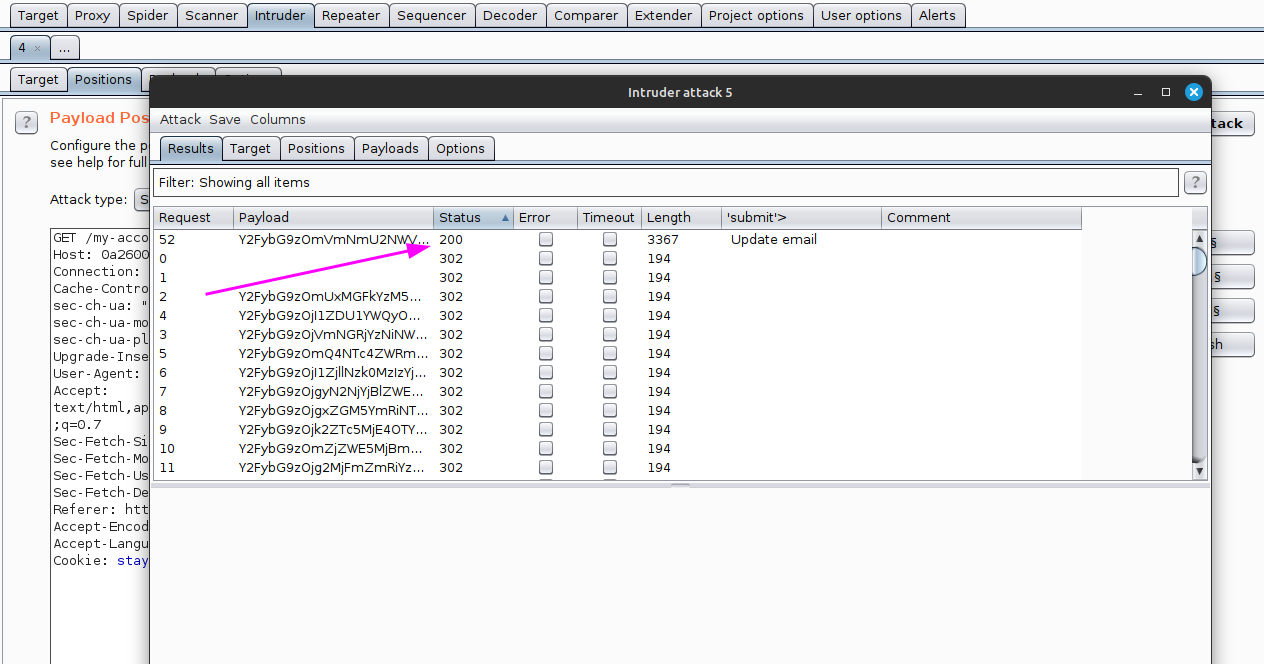 Target Proxy Spider Scanner Intruder Repeater Sequencer Decoder Comparer Extender Project options User options Alerts
4 × ...
Target Positions
Intruder attack 5
? Payload Pos
Attack Save Columns
tack
Configure the p
see help for full
Results Target Positions Payloads Options
Filter: Showing all items ?
Attack type: S
Request Payload Status Error Timeout Length 'submit'> Comment
52 Y2FybG9zOmVmNmU2NWV... 200 3367 Update email
0 302 194
1 302 194
2 Y2FybG9zOmUxMGFkYzM5... 302 194
4 Y2FybG9zOjI1ZDU1YWQyO... 302 194
3 Y2FybG9zOjVmNGRjYzNiNW... 302 194
5 Y2FybG9zOmQ4NTc4ZWRm... 302 194
6 Y2FybG9zOjI1ZjllNzk0MzIzYj... 302 194
7 Y2FybG9zOjgyN2NjYjBlZWE... 302 194
8 Y2FybG9zOjgxZGM5YmRiNT... 302 194
9 Y2FybG9zOjk2ZTc5MjE4OTY... 302 194
10 Y2FybG9zOmZjZWE5MjBm... 302 194
11 Y2FybG9zOjg2MjFmZmRiYz... 302 194
GET /my-acco
Host: 0a2600
Connection:
Cache-Contro
sec-ch-ua: "
sec-ch-ua-mo
sec-ch-ua-pl
Upgrade-Inse
User-Agent:
Accept:
text/html,ap
;q=0.7
Sec-Fetch-Si
Sec-Fetch-Mo
Sec-Fetch-Us
Sec-Fetch-De
Referer: htt
Accept-Encod
Accept-Langu
Cookie: stay
§
§
§
sh